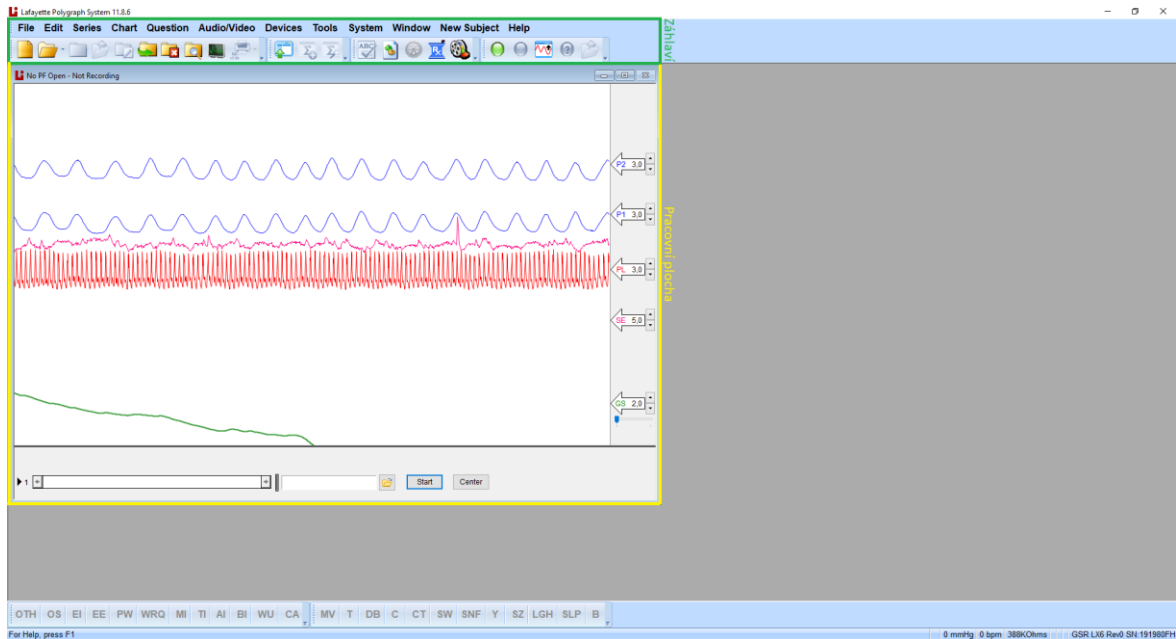 Lafayette Polygraph System 11.8.6
File Edit Series Chart Question Audio/Video Devices Tools System Window New Subject Help
ABC
Rx
Záhlaví
No PF Open - Not Recording
P2 3,0
P1 3,0
PL 3,0
SE 5,0
GS 2,0
Pracovní plocha
1
Start Center
OTH OS EI EE PW WRQ MI TI AI BI WU CA MV T DB C CT SW SNF Y SZ LGH SLP B
For Help, press F1 0 mmHg 0 bpm 388KOhms GSR LX6 Rev0 SN:191980FH